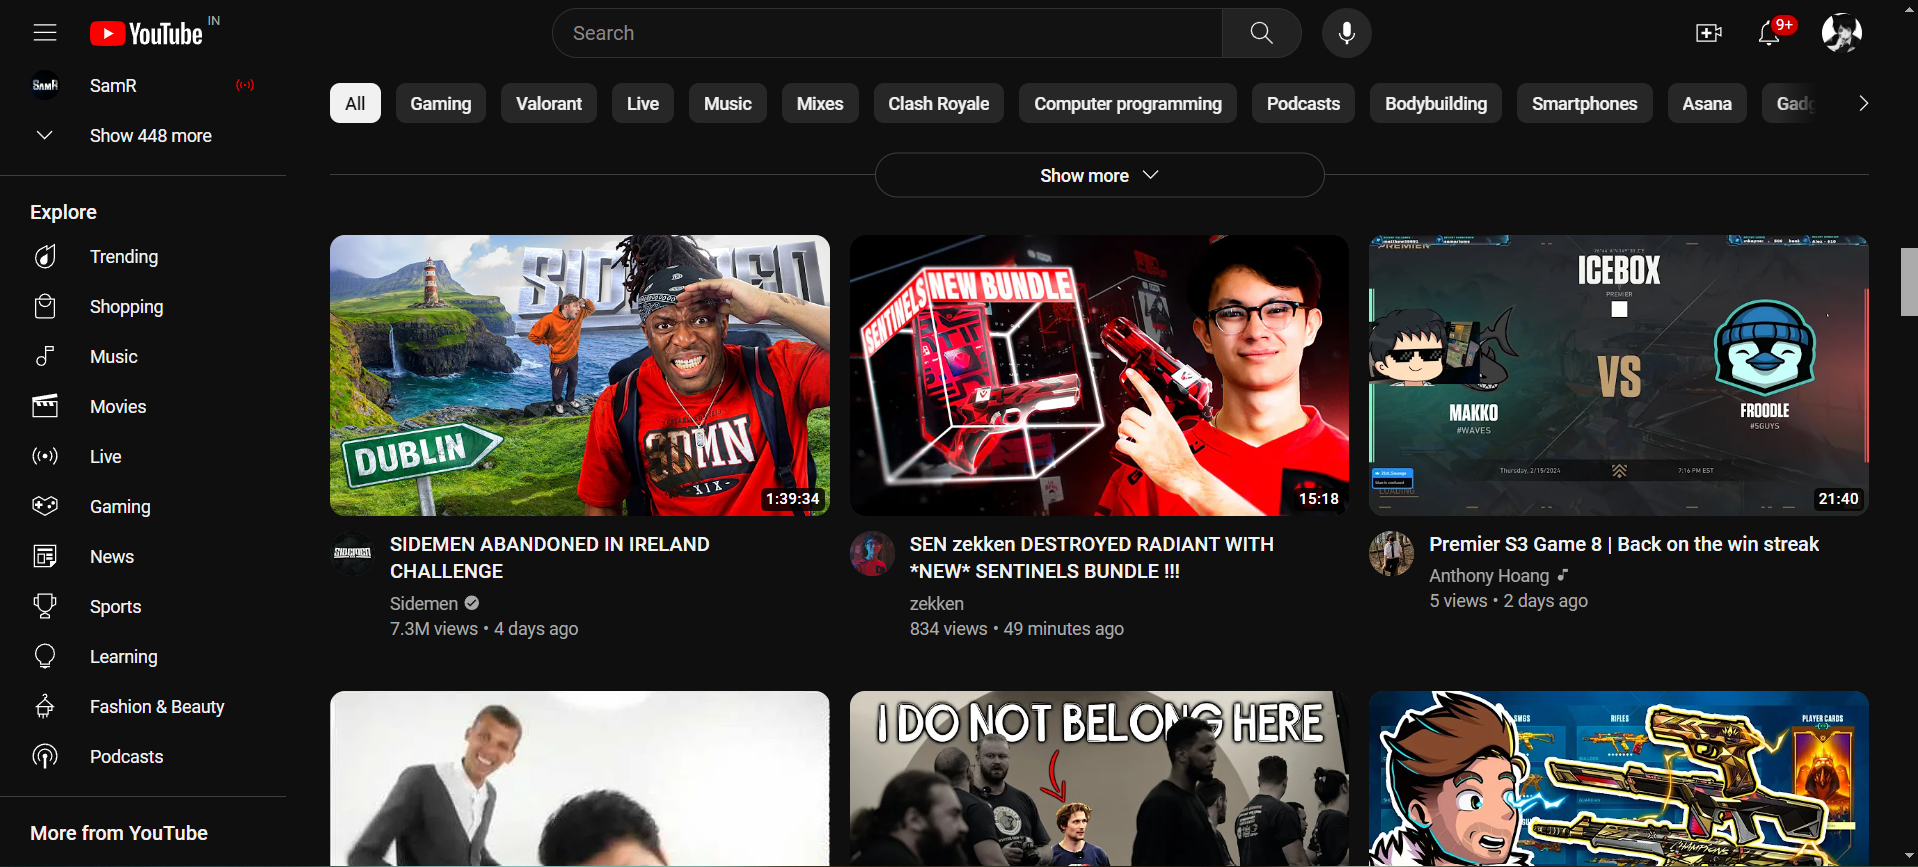 YouTube IN
Search
9+
SamR
Show 448 more
Explore
Trending
Shopping
Music
Movies
Live
Gaming
News
Sports
Learning
Fashion & Beauty
Podcasts
More from YouTube
All
Gaming
Valorant
Live
Music
Mixes
Clash Royale
Computer programming
Podcasts
Bodybuilding
Smartphones
Asana
Show more
SIDEMEN
DUBLIN
SDMN
XIX
1:39:34
SIDEMEN ABANDONED IN IRELAND
CHALLENGE
Sidemen
7.3M views • 4 days ago
SENTINELS NEW BUNDLE
15:18
SEN zekken DESTROYED RADIANT WITH
*NEW* SENTINELS BUNDLE !!!
zekken
834 views • 49 minutes ago
ICEBOX
PREMIER
VS
MAKKO
#WAVES
FROODLE
#5GUYS
Thursday, 2/15/2024
7:16 PM EST
LOADING
21:40
Premier S3 Game 8 | Back on the win streak
Anthony Hoang
5 views • 2 days ago
I DO NOT BELONG HERE
SMGS
RIFLES
PLAYER CARDS
CHAMPIONS